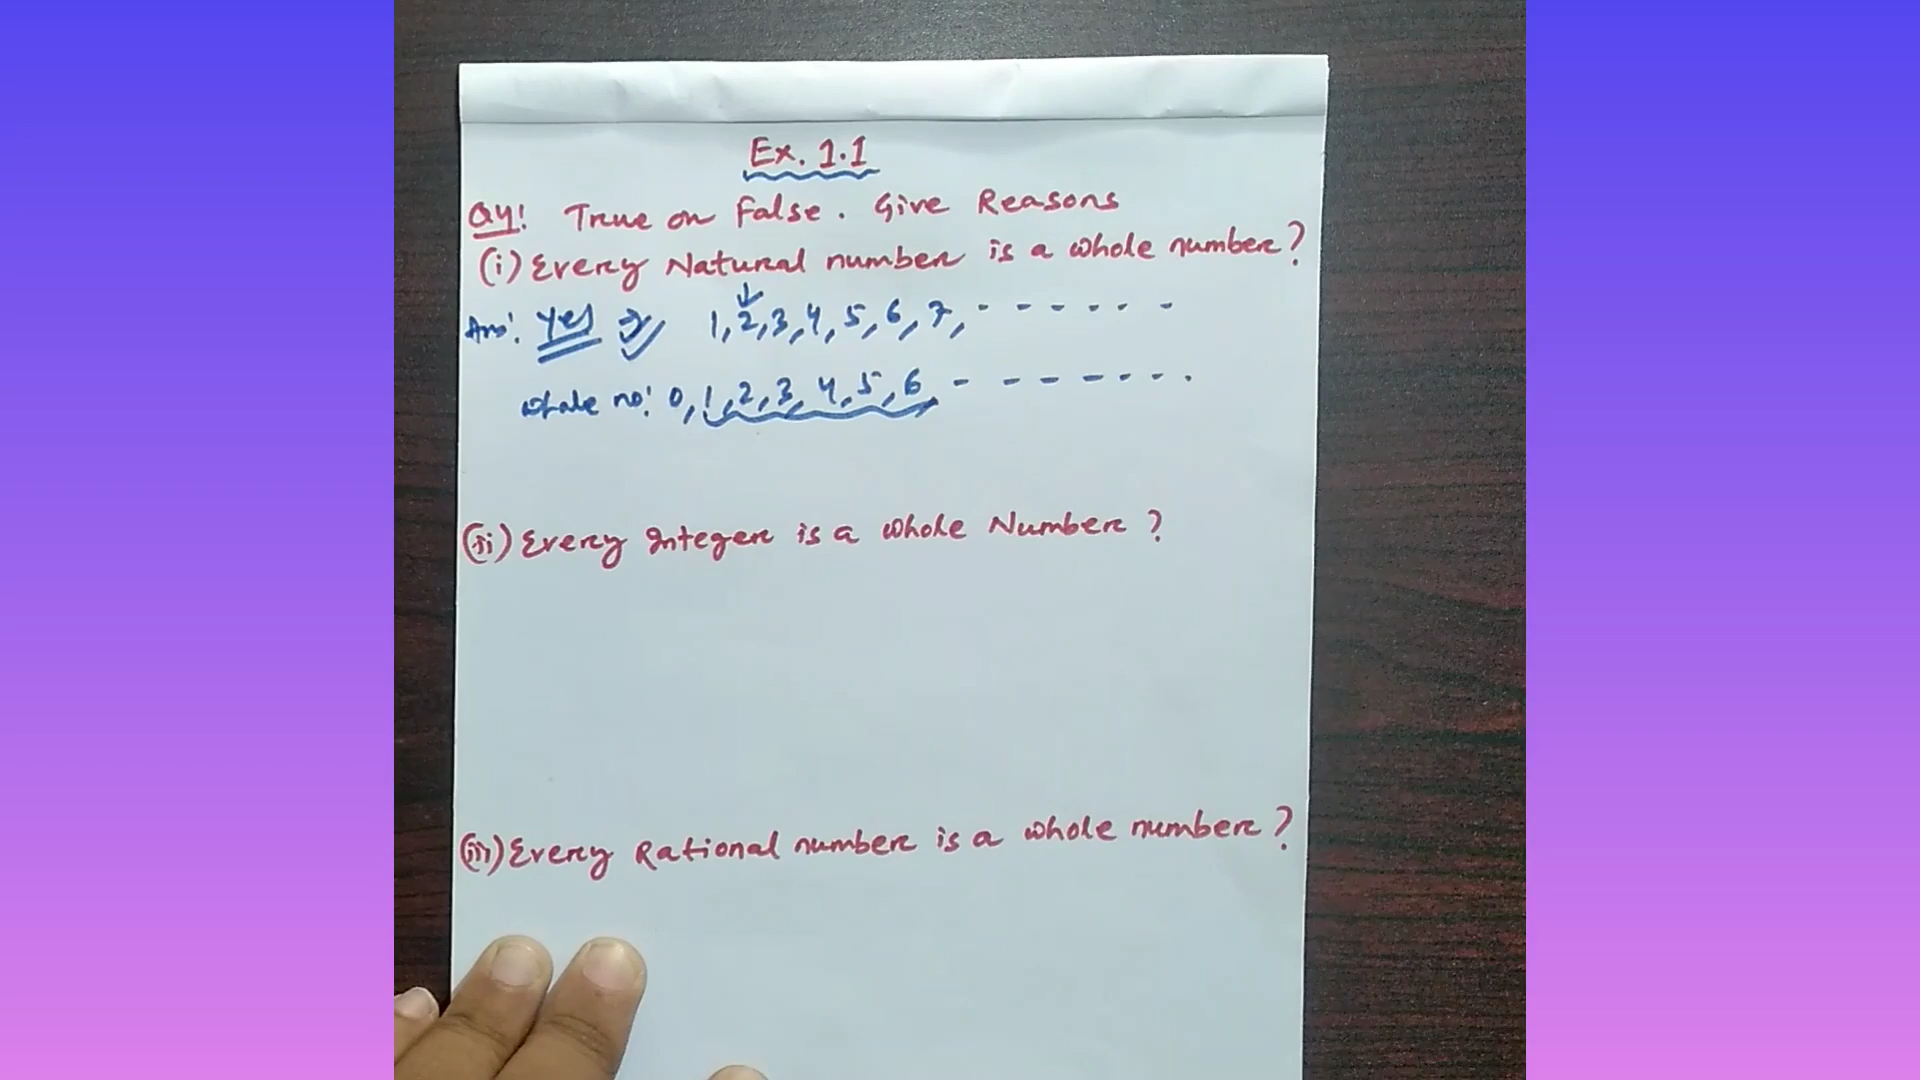 Ex. 1.1
Q4! True or False. Give Reasons
(i) Every Natural number is a whole number?
Ans: Yes 1, 2, 3, 4, 5, 6, 7, - - - - - -
whole no: 0, 1, 2, 3, 4, 5, 6, - - - - - - - .
(ii) Every Integer is a whole Number ?
(iii) Every Rational number is a whole number ?